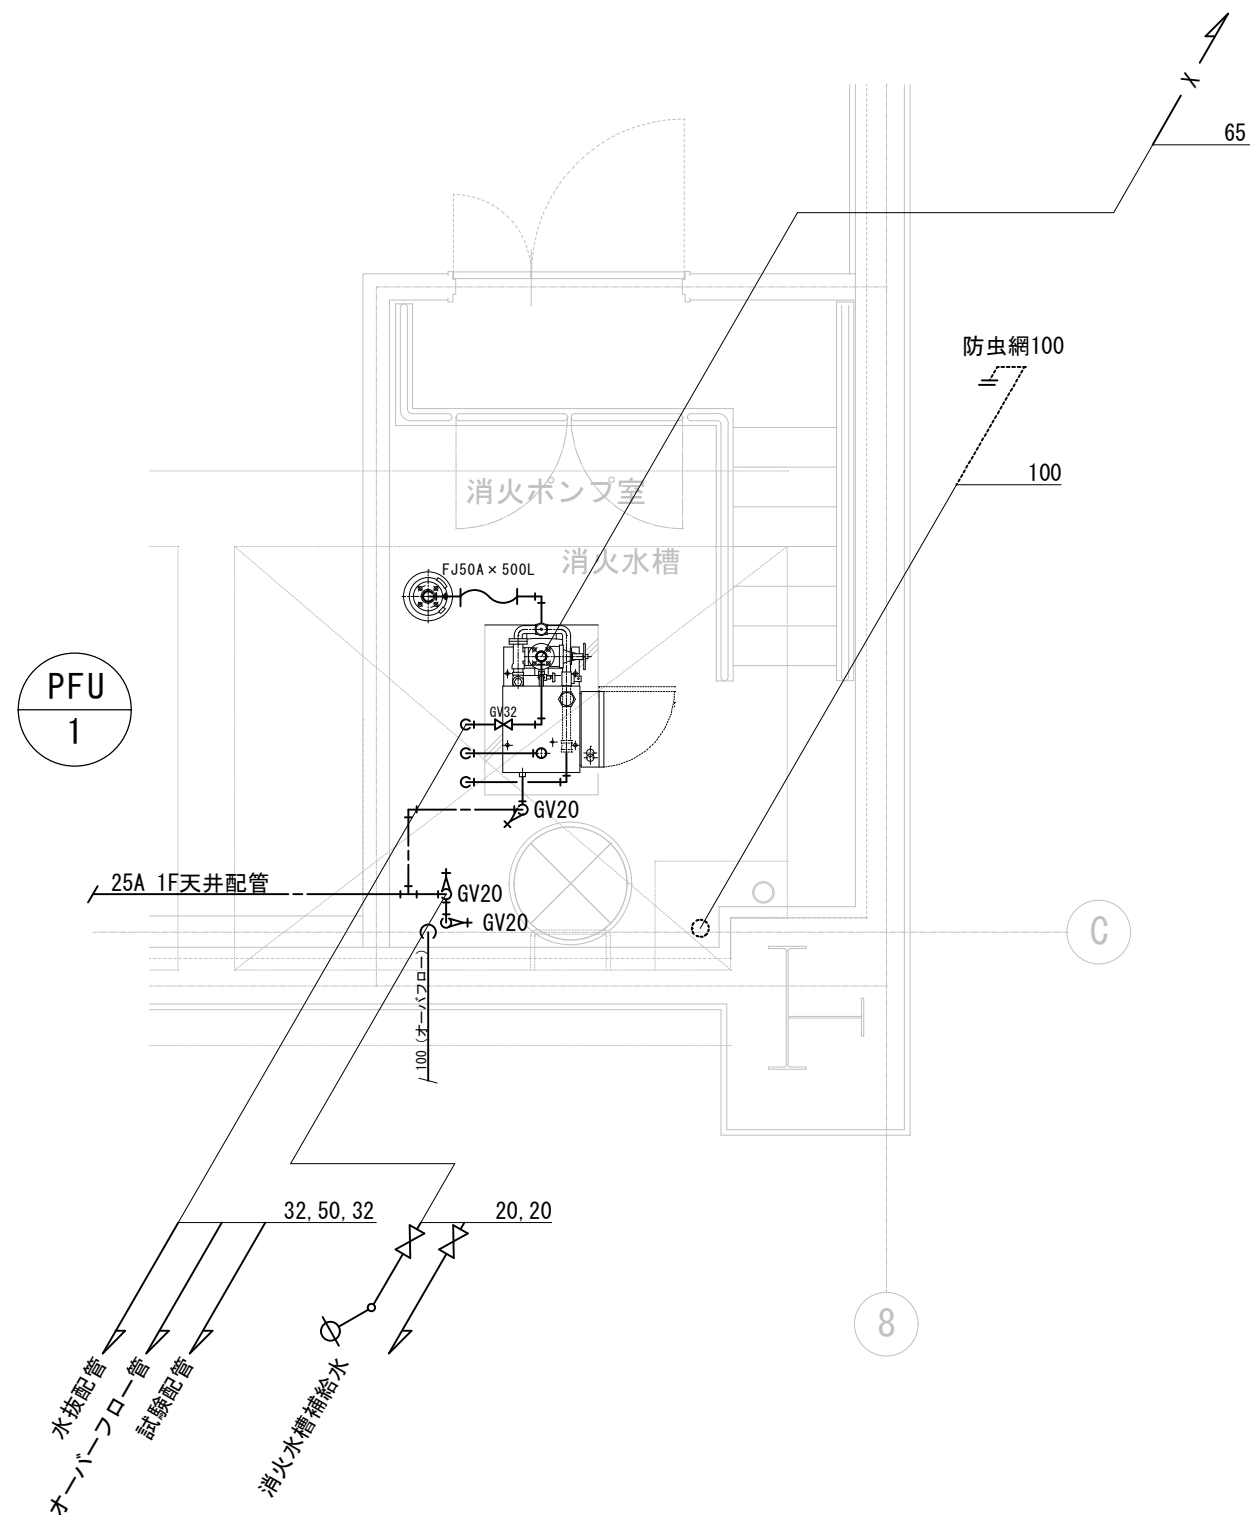 X
65
防虫網100
100
消火ポンプ室
消火水槽
FJ50A×500L
PFU
1
GV32
GV20
25A 1F天井配管
GV20
GV20
C
100 (オーバフロー)
32,50,32
20,20
8
水抜配管
オーバーフロー管
試験配管
消火水槽補給水